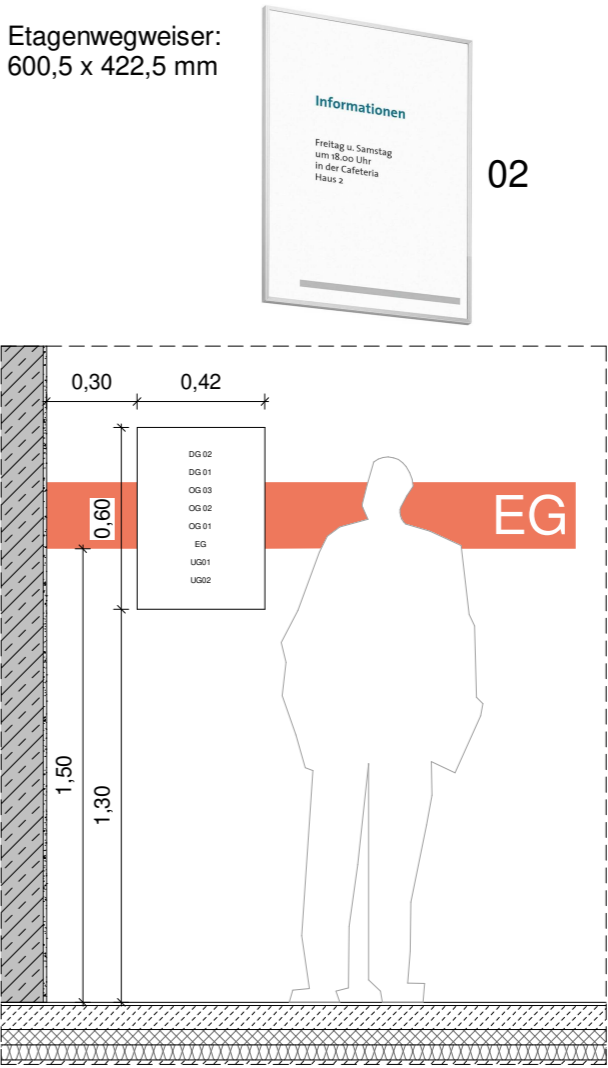 Etagenwegweiser:
600,5 x 422,5 mm
Informationen
Freitag u. Samstag
um 18.00 Uhr
in der Cafeteria
Haus 2
02
0,30
0,42
DG 02
DG 01
OG 03
OG 02
OG 01
EG
UG01
UG02
0,60
EG
1,50
1,30